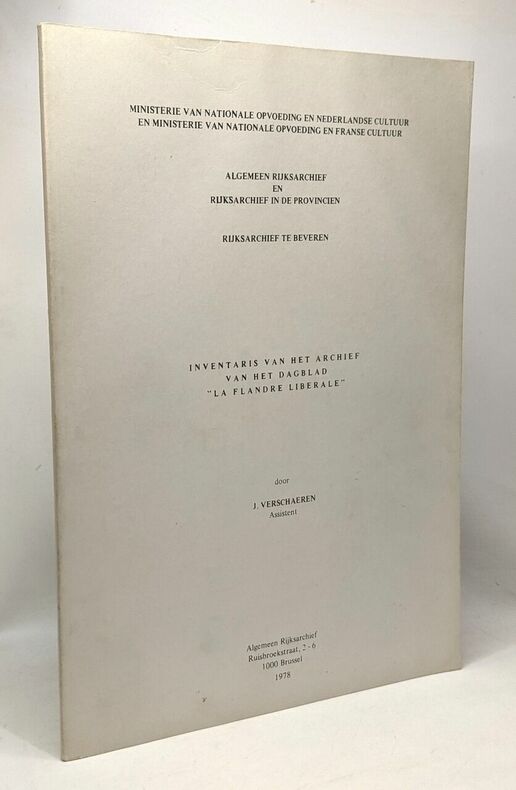 MINISTERIE VAN NATIONALE OPVOEDING EN NEDERLANDSE CULTUUR
EN MINISTERIE VAN NATIONALE OPVOEDING EN FRANSE CULTUUR
ALGEMEEN RIJKSARCHIEF
EN
RIJKSARCHIEF IN DE PROVINCIEN
RIJKSARCHIEF TE BEVEREN
INVENTARIS VAN HET ARCHIEF
VAN HET DAGBLAD
"LA FLANDRE LIBERALE"
door
J. VERSCHAEREN
Assistent
Algemeen Rijksarchief
Ruisbroekstraat, 2-6
1000 Brussel
1978